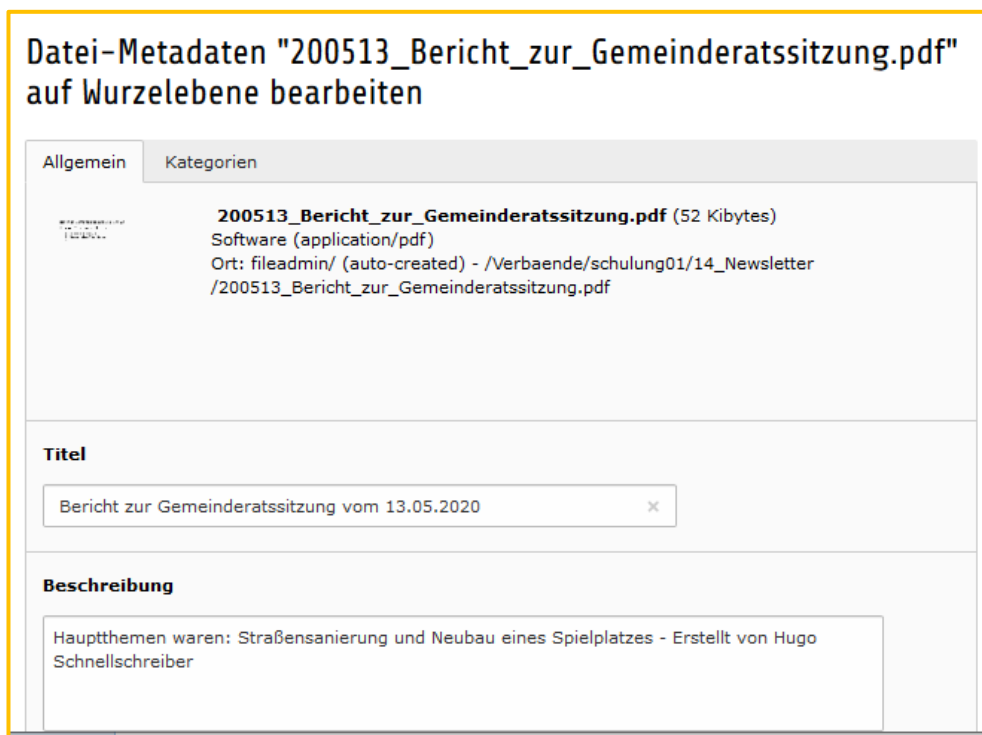 Datei-Metadaten "200513_Bericht_zur_Gemeinderatssitzung.pdf"
auf Wurzelebene bearbeiten
Allgemein Kategorien
200513_Bericht_zur_Gemeinderatssitzung.pdf (52 Kibytes)
Software (application/pdf)
Ort: fileadmin/ (auto-created) - /Verbaende/schulung01/14_Newsletter
/200513_Bericht_zur_Gemeinderatssitzung.pdf
Titel
Bericht zur Gemeinderatssitzung vom 13.05.2020
Beschreibung
Hauptthemen waren: Straßensanierung und Neubau eines Spielplatzes - Erstellt von Hugo
Schnellschreiber